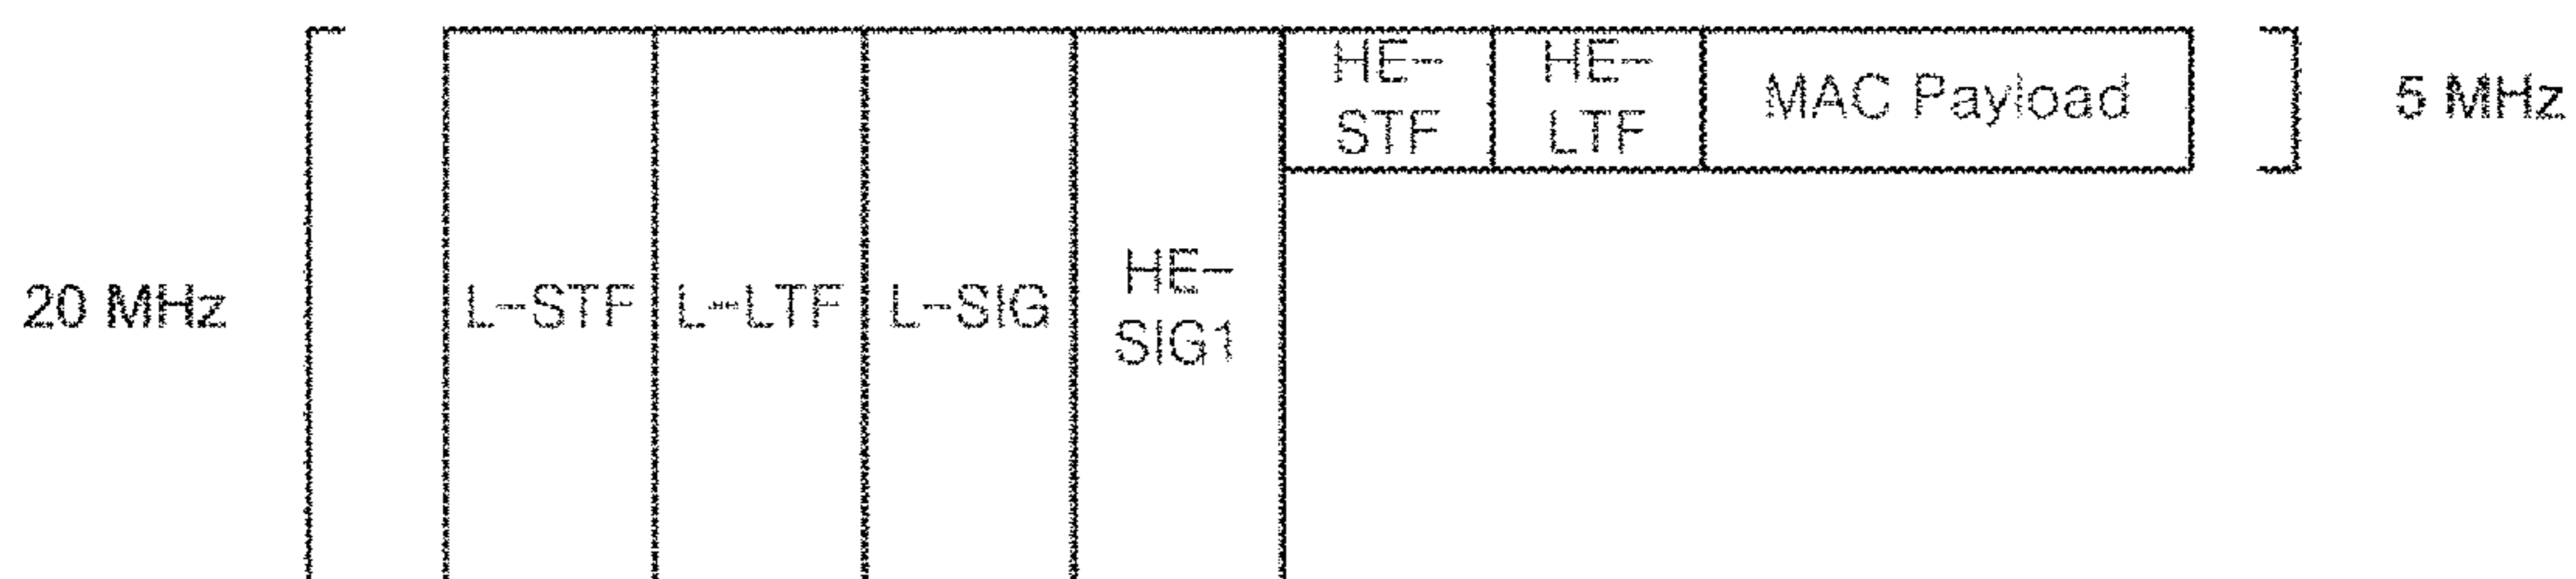 20 MHz
L-STF
L-LTF
L-SIG
HE-
SIG1
HE-
STF
HE-
LTF
MAC Payload
5 MHz